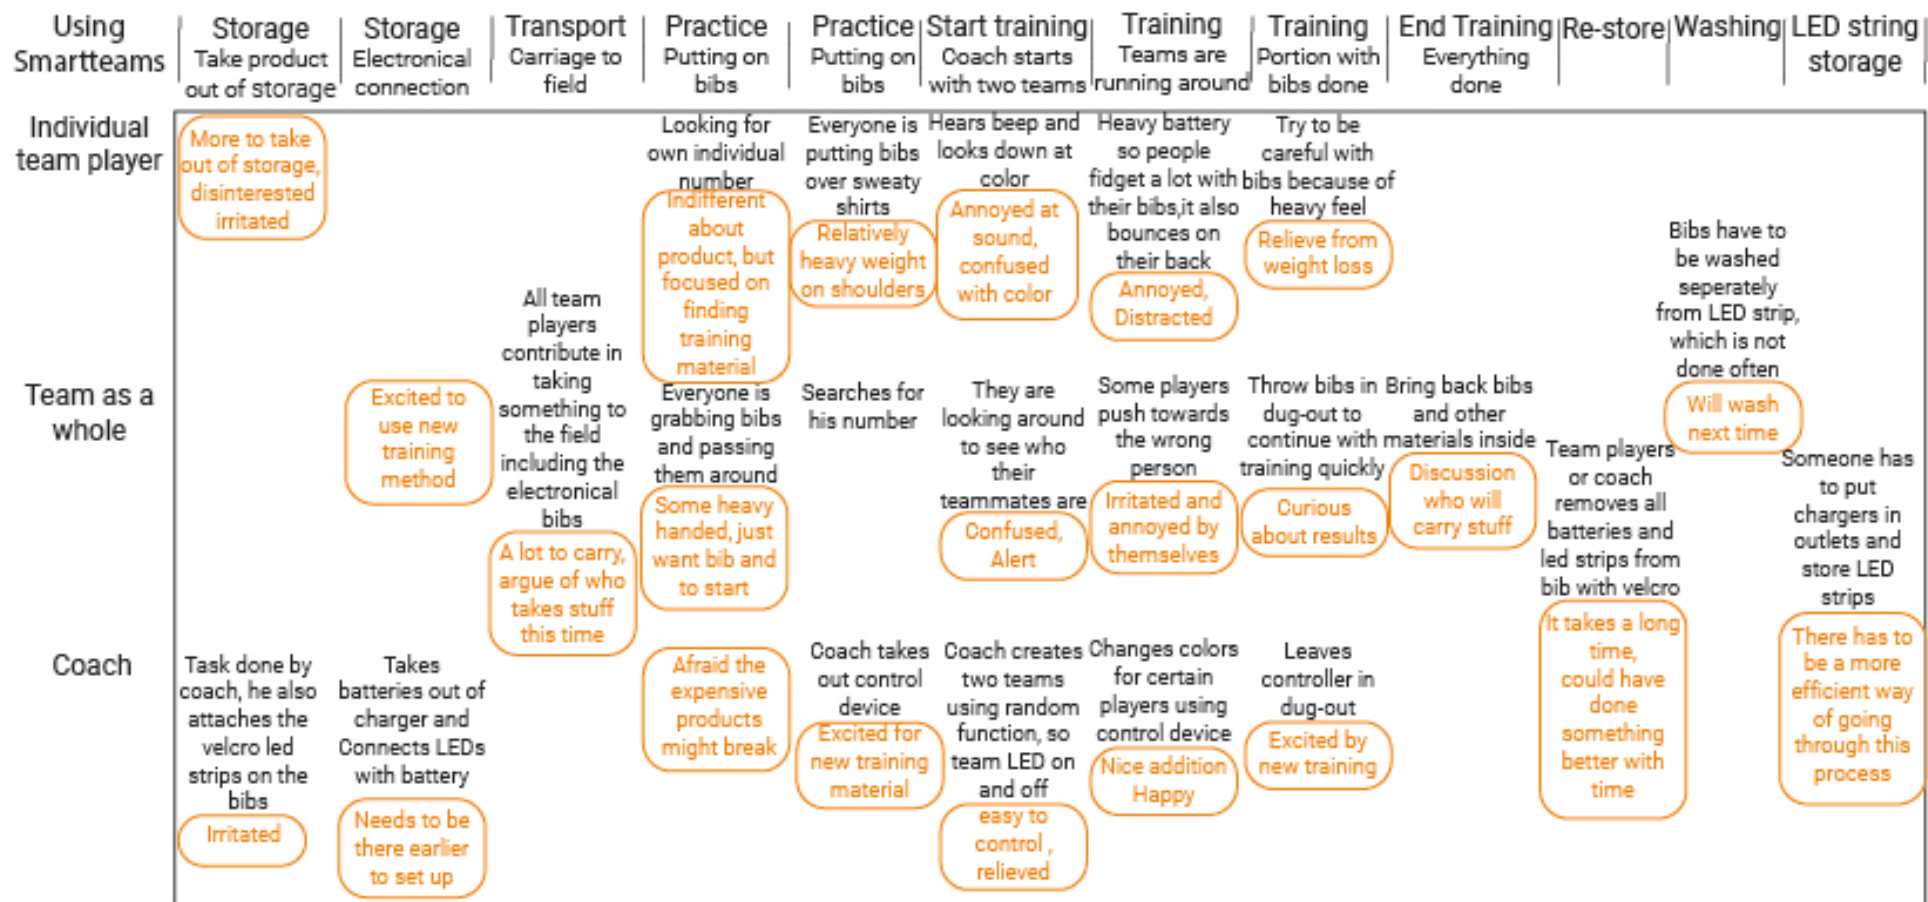 Using
Smartteams
Storage
Take product
out of storage
Storage
Electronical
connection
Transport
Carriage to
field
Practice
Putting on
bibs
Practice
Putting on
bibs
Start training
Coach starts
with two teams
Training
Teams are
running around
Training
Portion with
bibs done
End Training
Everything
done
Re-store
Washing
LED string
storage
Individual
team player
More to take
out of storage,
disinterested
irritated
Looking for
own individual
number
Indifferent
about
product, but
focused on
finding
training
material
Everyone is
putting bibs
over sweaty
shirts
Relatively
heavy weight
on shoulders
Hears beep and
looks down at
color
Annoyed at
sound,
confused
with color
Heavy battery
so people
fidget a lot with
their bibs,it also
bounces on
their back
Annoyed,
Distracted
Try to be
careful with
bibs because of
heavy feel
Relieve from
weight loss
Bibs have to
be washed
seperately
from LED strip,
which is not
done often
Will wash
next time
Team as a
whole
Excited to
use new
training
method
All team
players
contribute in
taking
something to
the field
including the
electronical
bibs
A lot to carry,
argue of who
takes stuff
this time
Everyone is
grabbing bibs
and passing
them around
Some heavy
handed, just
want bib and
to start
Searches for
his number
They are
looking around
to see who
their
teammates are
Confused,
Alert
Some players
push towards
the wrong
person
Irritated and
annoyed by
themselves
Throw bibs in
dug-out to
continue with
training quickly
Curious
about results
Bring back bibs
and other
materials inside
Discussion
who will
carry stuff
Team players
or coach
removes all
batteries and
led strips from
bib with velcro
It takes a long
time,
could have
done
something
better with
time
Someone has
to put
chargers in
outlets and
store LED
strips
There has to
be a more
efficient way
of going
through this
process
Coach
Task done by
coach, he also
attaches the
velcro led
strips on the
bibs
Irritated
Takes
batteries out of
charger and
Connects LEDs
with battery
Needs to be
there earlier
to set up
Afraid the
expensive
products
might break
Coach takes
out control
device
Excited for
new training
material
Coach creates
two teams
using random
function, so
team LED on
and off
easy to
control ,
relieved
Changes colors
for certain
players using
control device
Nice addition
Happy
Leaves
controller in
dug-out
Excited by
new training